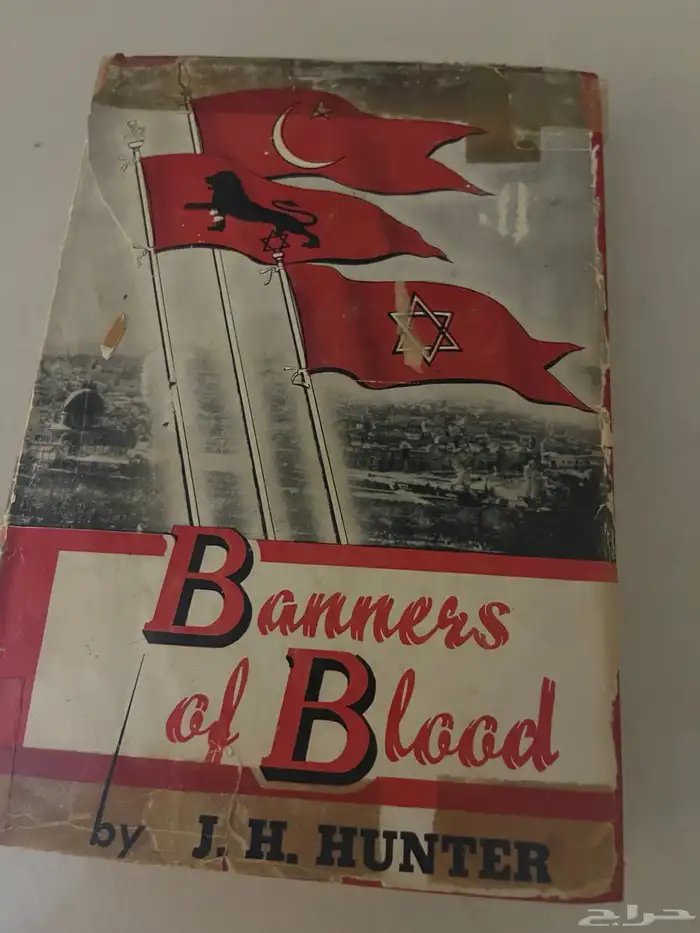 Banners
of Blood
by J. H. HUNTER
حراج